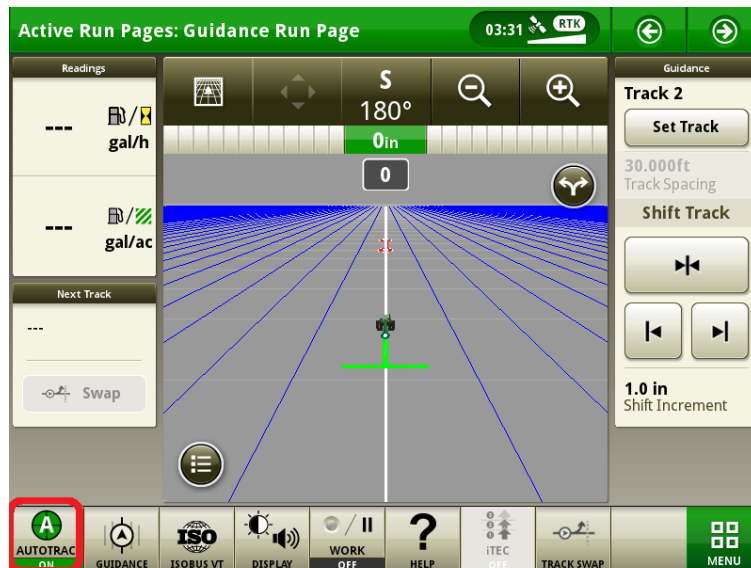 Active Run Pages: Guidance Run Page
03:31
RTK
Readings
---
gal/h
---
gal/ac
Next Track
---
Swap
S
180°
0in
0
Guidance
Track 2
Set Track
30.000ft
Track Spacing
Shift Track
1.0 in
Shift Increment
A
AUTOTRAC
ON
GUIDANCE
ISO
ISOBUS VT
DISPLAY
WORK
OFF
?
HELP
iTEC
OFF
TRACK SWAP
MENU